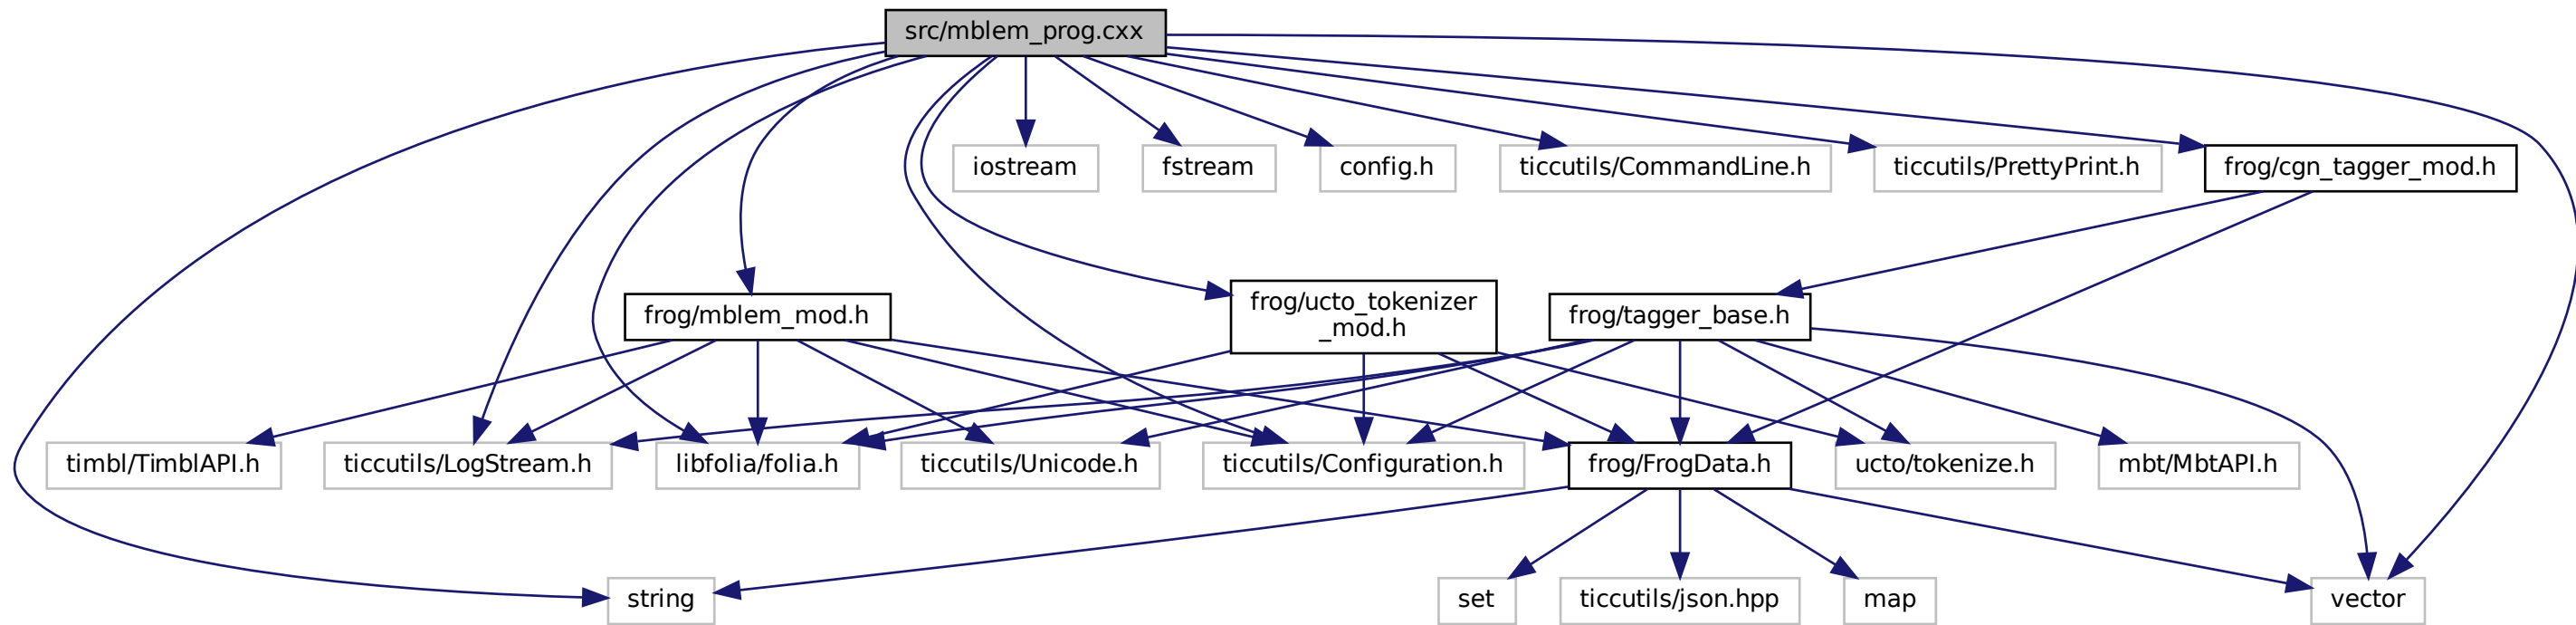 src/mblem_prog.cxx
iostream
fstream
config.h
ticcutils/CommandLine.h
ticcutils/PrettyPrint.h
frog/cgn_tagger_mod.h
frog/mblem_mod.h
frog/ucto_tokenizer
_mod.h
frog/tagger_base.h
timbl/TimblAPI.h
ticcutils/LogStream.h
libfolia/folia.h
ticcutils/Unicode.h
ticcutils/Configuration.h
frog/FrogData.h
ucto/tokenize.h
mbt/MbtAPI.h
string
set
ticcutils/json.hpp
map
vector